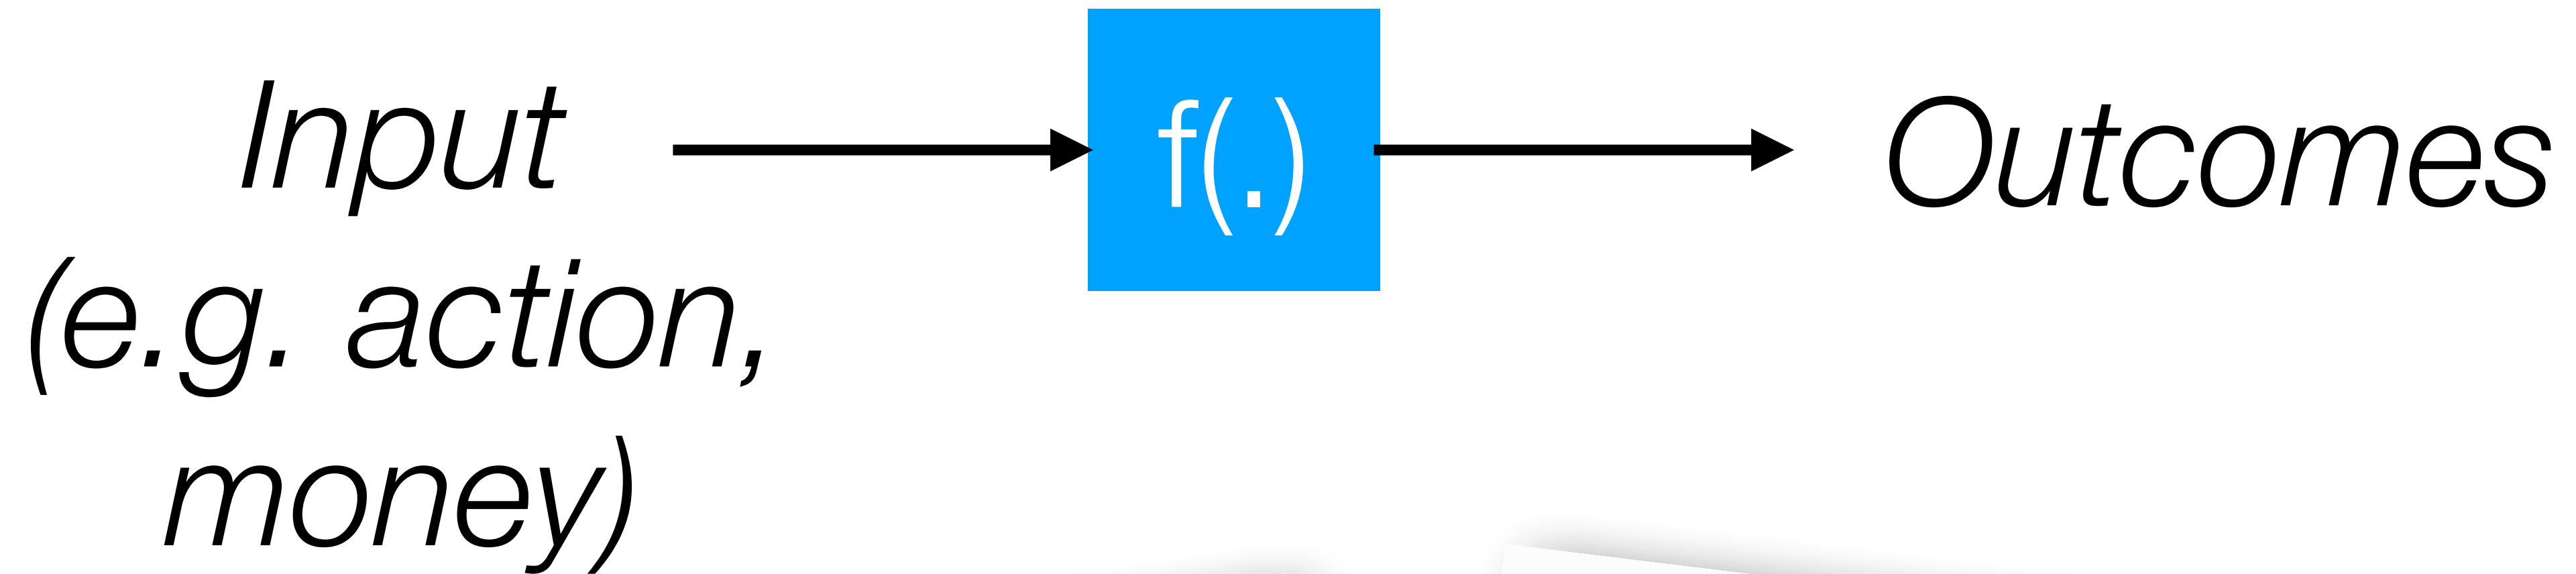 Input
(e.g. action,
money)
f(.)
Outcomes